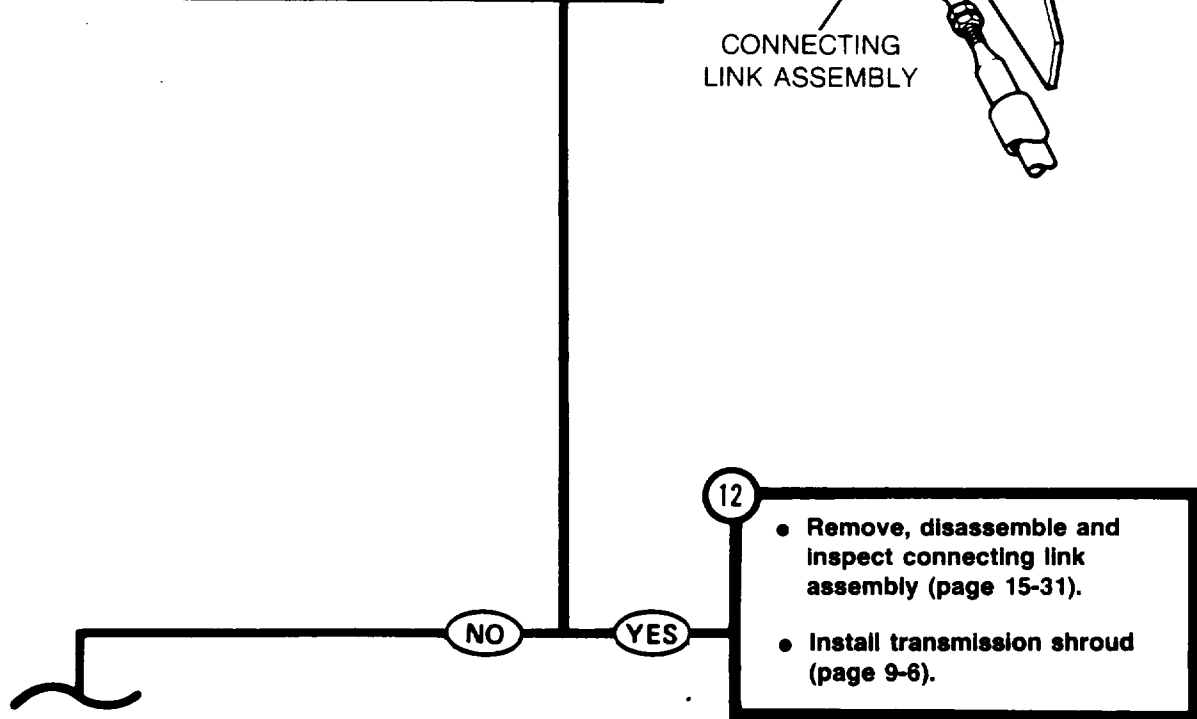 CONNECTING
LINK ASSEMBLY
12
● Remove, disassemble and
inspect connecting link
assembly (page 15-31).
● Install transmission shroud
(page 9-6).
NO
YES